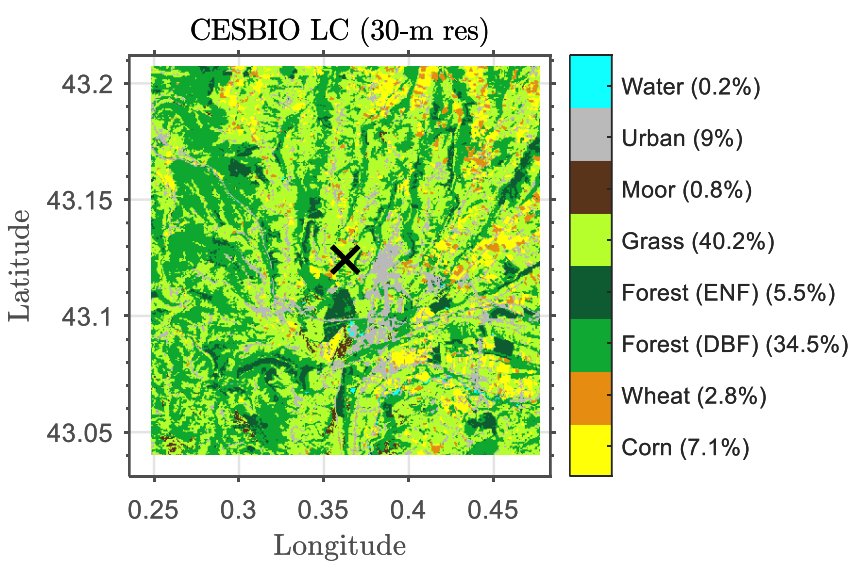 CESBIO LC (30-m res)
43.2
43.15
43.1
43.05
Latitude
0.25 0.3 0.35 0.4 0.45
Longitude
Water (0.2%)
Urban (9%)
Moor (0.8%)
Grass (40.2%)
Forest (ENF) (5.5%)
Forest (DBF) (34.5%)
Wheat (2.8%)
Corn (7.1%)